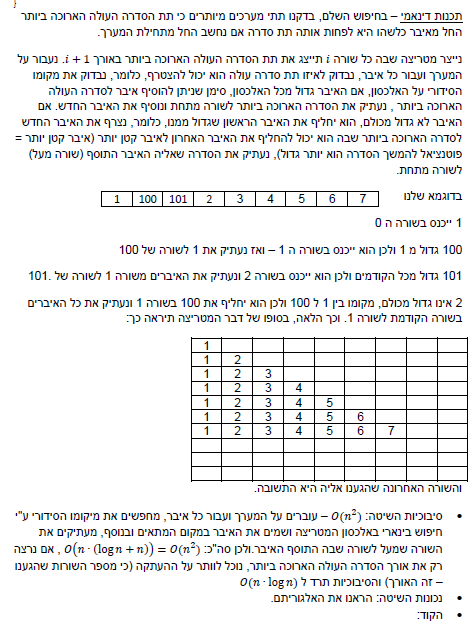 }
תכנות דינאמי – בחיפוש השלם, בדקנו תתי מערכים מיותרים כי תת הסדרה העולה הארוכה ביותר
החל מאיבר כלשהו היא לפחות אותה תת סדרה אם נחשב החל מתחילת המערך.
נייצר מטריצה שבה כל שורה i תייצג את תת הסדרה העולה הארוכה ביותר באורך i + 1. נעבור על
המערך ועבור כל איבר, נבדוק לאיזו תת סדרה עולה הוא יכול להצטרף, כלומר, נבדוק את מקומו
הסידורי על האלכסון, אם האיבר גדול מכל האלכסון, סימן שניתן להוסיף איבר לסדרה העולה
הארוכה ביותר , נעתיק את הסדרה הארוכה ביותר לשורה מתחת ונוסיף את האיבר החדש. אם
האיבר לא גדול מכולם, הוא יחליף את האיבר הראשון שגדול ממנו, כלומר, נצרף את האיבר החדש
לסדרה הארוכה ביותר שבה הוא יכול להחליף את האיבר האחרון לאיבר קטן יותר (איבר קטן יותר =
פוטנציאל להמשך הסדרה הוא יותר גדול), נעתיק את הסדרה שאליה האיבר התוסף (שורה מעל)
לשורה מתחת.
בדוגמא שלנו
1 100 101 2 3 4 5 6 7
1 ייכנס בשורה ה 0
100 גדול מ 1 ולכן הוא ייכנס בשורה ה 1 – ואז נעתיק את 1 לשורה של 100
101 גדול מכל הקודמים ולכן הוא ייכנס בשורה 2 ונעתיק את האיברים משורה 1 לשורה של 101.
2 אינו גדול מכולם, מקומו בין 1 ל 100 ולכן הוא יחליף את 100 בשורה 1 ונעתיק את כל האיברים
בשורה הקודמת לשורה 1. וכך הלאה, בסופו של דבר המטריצה תיראה כך:
1
1 2
1 2 3
1 2 3 4
1 2 3 4 5
1 2 3 4 5 6
1 2 3 4 5 6 7
והשורה האחרונה שהגענו אליה היא התשובה.
• סיבוכיות השיטה: O(n²) – עוברים על המערך ועבור כל איבר, מחפשים את מיקומו הסידורי ע"י
חיפוש בינארי באלכסון המטריצה ושמים את האיבר במקום המתאים ובנוסף, מעתיקים את
השורה שמעל לשורה שבה התוסף האיבר.ולכן סה"כ: O(n · (log n + n)) = O(n²) , אם נרצה
רק את אורך הסדרה העולה הארוכה ביותר, נוכל לוותר על ההעתקה (כי מספר השורות שהגענו
– זה האורך) והסיבוכיות תרד ל O(n · log n)
• נכונות השיטה: הראנו את האלגוריתם.
• הקוד: